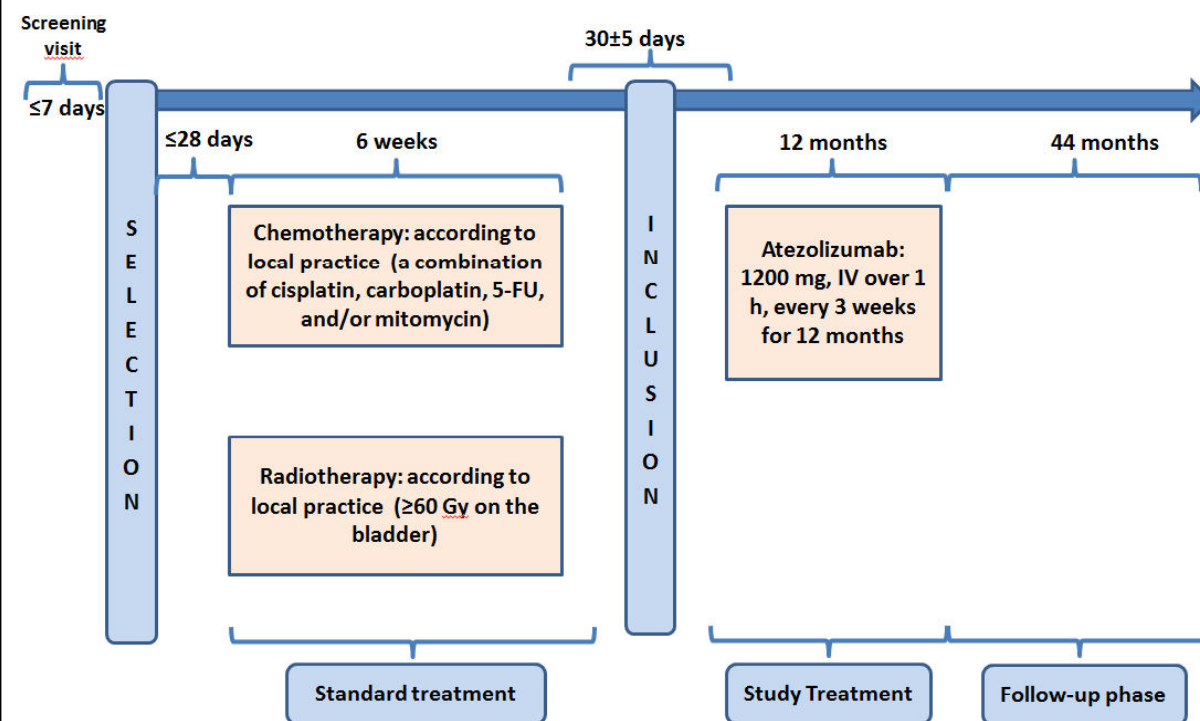 Screening
visit
≤7 days
30±5 days
≤28 days
6 weeks
12 months
44 months
S
E
L
E
C
T
I
O
N
Chemotherapy: according to
local practice (a combination
of cisplatin, carboplatin, 5-FU,
and/or mitomycin)
Radiotherapy: according to
local practice (≥60 Gy on the
bladder)
I
N
C
L
U
S
I
O
N
Atezolizumab:
1200 mg, IV over 1
h, every 3 weeks
for 12 months
Standard treatment
Study Treatment
Follow-up phase